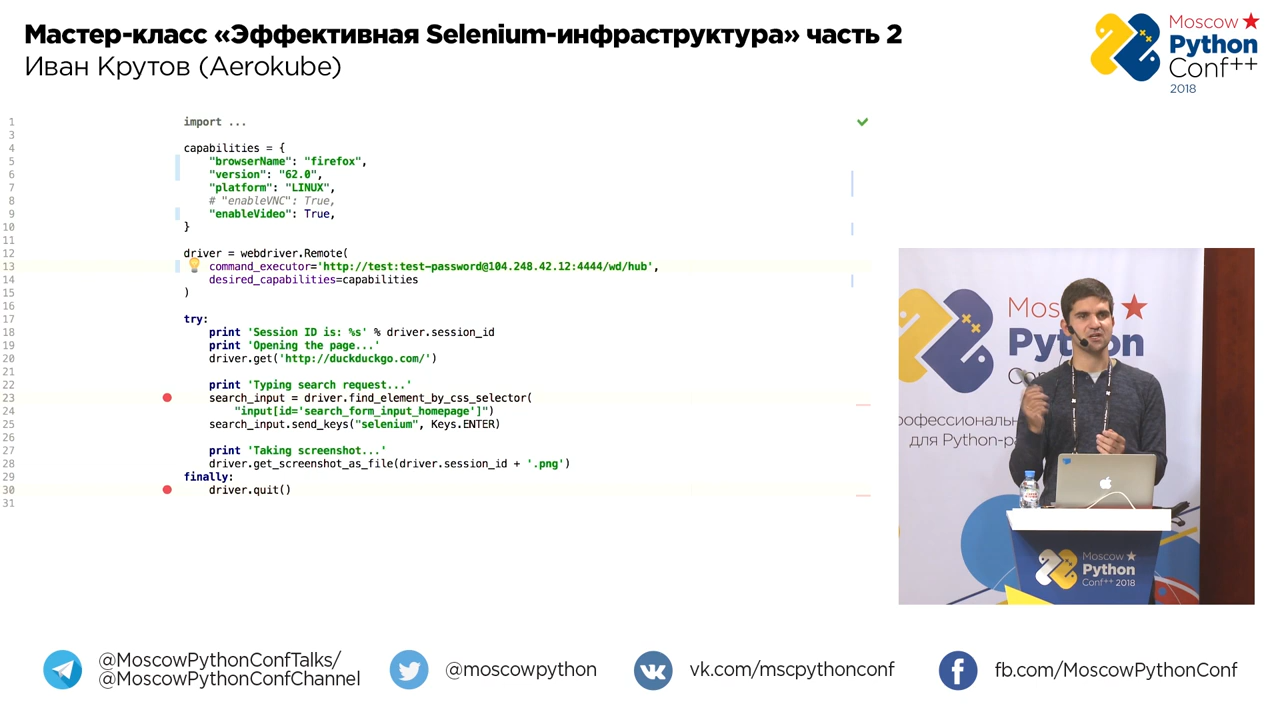 Мастер-класс «Эффективная Selenium-инфраструктура» часть 2
Иван Крутов (Aerokube)
Moscow
Python
Conf++
2018
1 import ...
3
4 capabilities = {
5 "browserName": "firefox",
6 "version": "62.0",
7 "platform": "LINUX",
8 # "enableVNC": True,
9 "enableVideo": True,
10 }
11
12 driver = webdriver.Remote(
13 command_executor='http://test:test-password@104.248.42.12:4444/wd/hub',
14 desired_capabilities=capabilities
15 )
16
17 try:
18 print 'Session ID is: %s' % driver.session_id
19 print 'Opening the page...'
20 driver.get('http://duckduckgo.com/')
21
22 print 'Typing search request...'
23 search_input = driver.find_element_by_css_selector(
24 "input[id='search_form_input_homepage']")
25 search_input.send_keys("selenium", Keys.ENTER)
26
27 print 'Taking screenshot...'
28 driver.get_screenshot_as_file(driver.session_id + '.png')
29 finally:
30 driver.quit()
31
Python
для Python-ра
Moscow
Python
Conf++ 2018
@MoscowPythonConfTalks/
@MoscowPythonConfChannel
@moscowpython
vk.com/mscpythonconf
fb.com/MoscowPythonConf